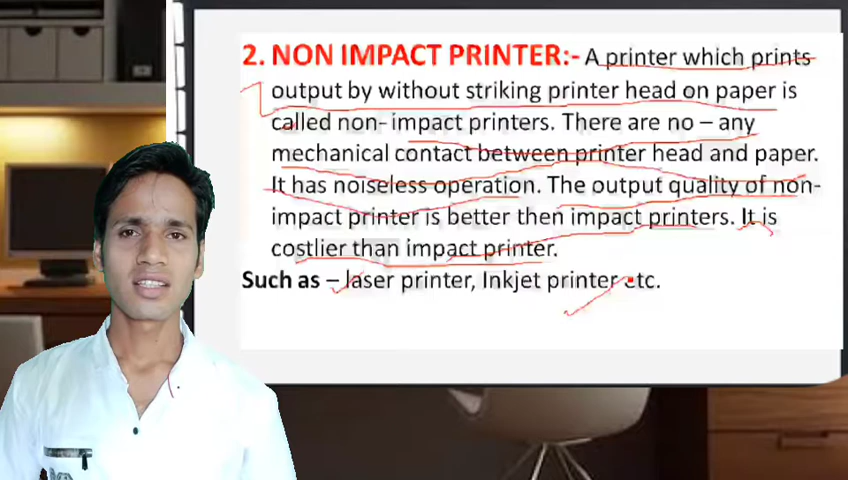 2. NON IMPACT PRINTER:- A printer which prints
output by without striking printer head on paper is
called non- impact printers. There are no – any
mechanical contact between printer head and paper.
It has noiseless operation. The output quality of non-
impact printer is better then impact printers. It is
costlier than impact printer.
Such as – laser printer, Inkjet printer etc.